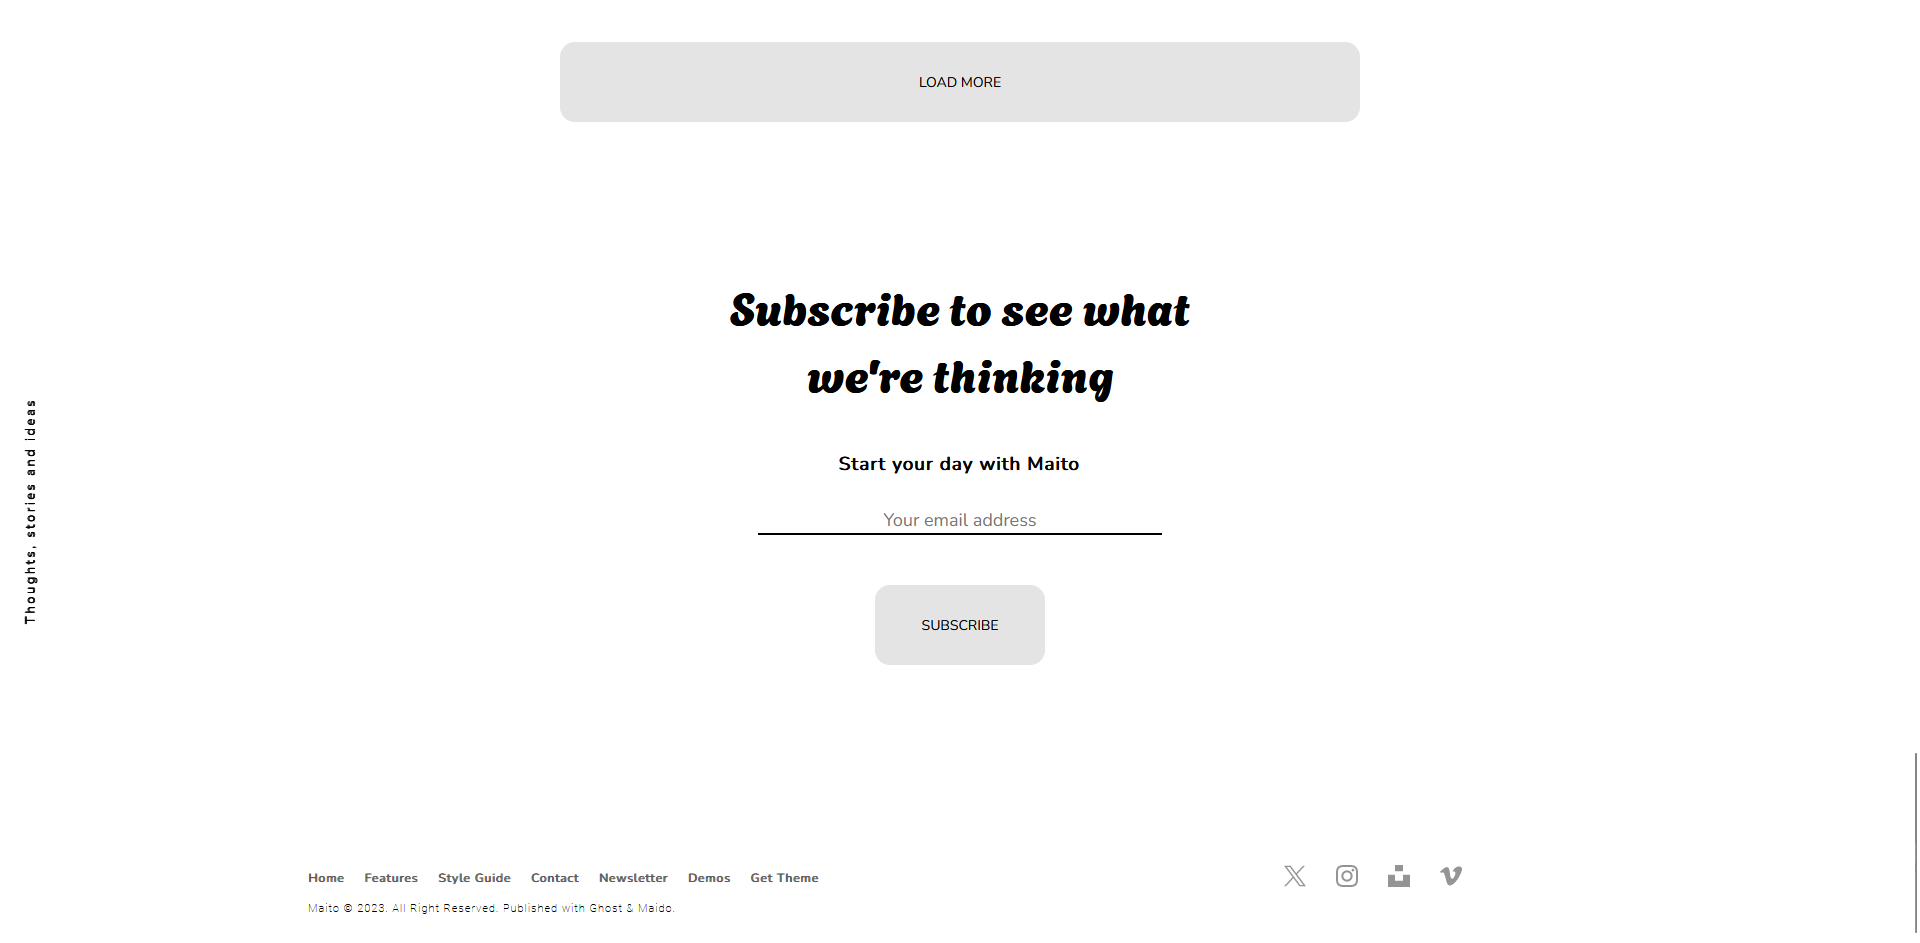 LOAD MORE
Subscribe to see what
we're thinking
Start your day with Maito
Your email address
SUBSCRIBE
Thoughts, stories and ideas
Home Features Style Guide Contact Newsletter Demos Get Theme
Maito © 2023. All Right Reserved. Published with Ghost & Maido.